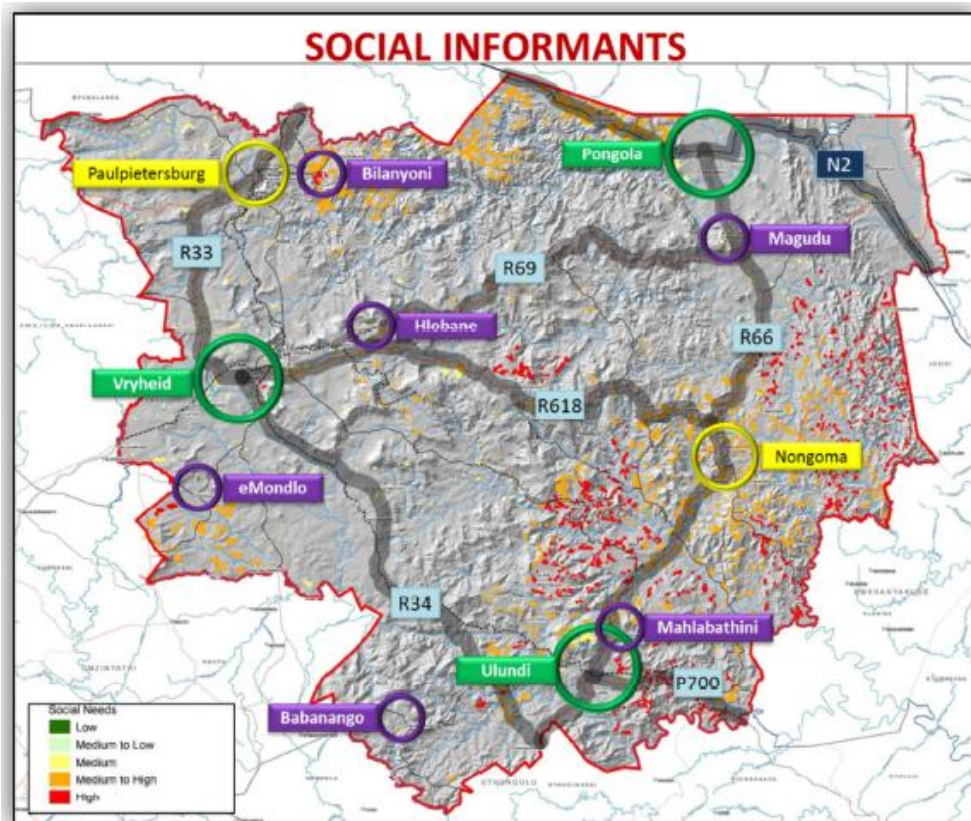 SOCIAL INFORMANTS
Pongola
N2
Paulpietersburg
Bilanyoni
Magudu
R33
R69
Hlobane
R66
Vryheid
R618
Nongoma
eMondlo
R34
Mahlabathini
Ulundi
P700
Babanango
Social Needs
Low
Medium to Low
Medium
Medium to High
High